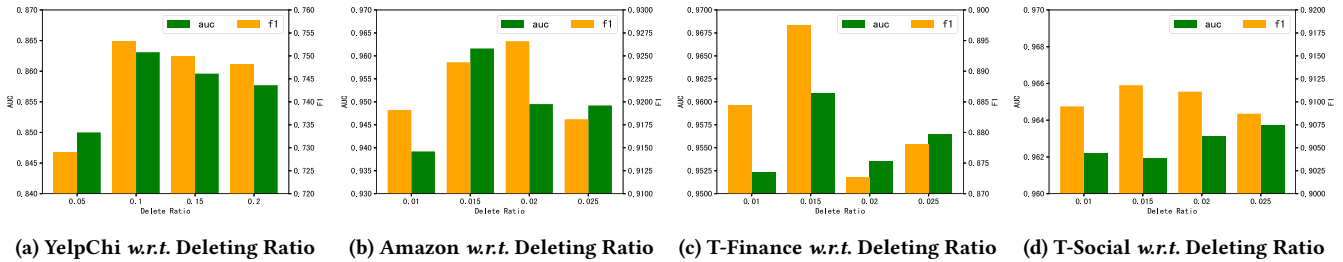 0.870
0.865
0.860
0.855
0.850
0.845
0.840
AUC
auc f1
0.760
0.755
0.750
0.745
0.740
0.735
0.730
0.725
0.720
F1
0.05 0.1 0.15 0.2
Delete Ratio
(a) YelpChi w.r.t. Deleting Ratio
0.970
0.965
0.960
0.955
0.950
0.945
0.940
0.935
0.930
AUC
auc f1
0.9300
0.9275
0.9250
0.9225
0.9200
0.9175
0.9150
0.9125
0.9100
F1
0.01 0.015 0.02 0.025
Delete Ratio
(b) Amazon w.r.t. Deleting Ratio
0.9700
0.9675
0.9650
0.9625
0.9600
0.9575
0.9550
0.9525
0.9500
AUC
auc f1
0.900
0.895
0.890
0.885
0.880
0.875
0.870
F1
0.01 0.015 0.02 0.025
Delete Ratio
(c) T-Finance w.r.t. Deleting Ratio
0.970
0.968
0.966
0.964
0.962
0.960
AUC
auc f1
0.9200
0.9175
0.9150
0.9125
0.9100
0.9075
0.9050
0.9025
0.9000
F1
0.01 0.015 0.02 0.025
Delete Ratio
(d) T-Social w.r.t. Deleting Ratio